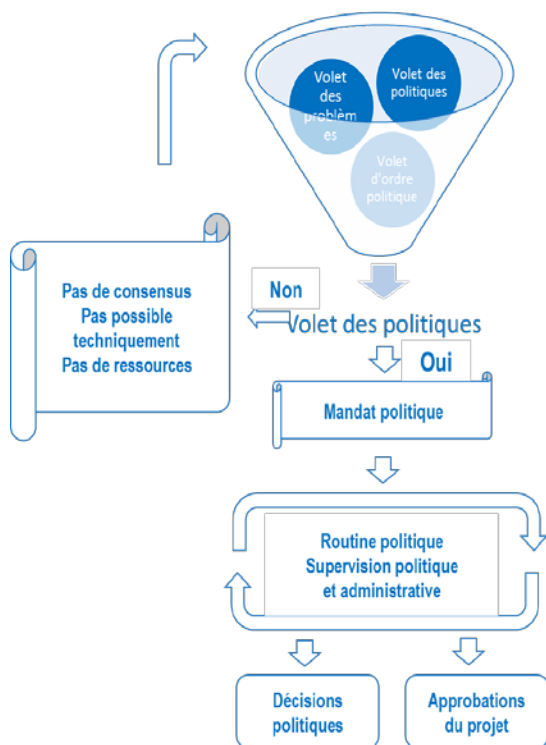 Volet
des
problèm
es
Volet des
politiques
Volet
d'ordre
politique
Non
Pas de consensus
Pas possible
techniquement
Pas de ressources
Volet des politiques
Oui
Mandat politique
Routine politique
Supervision politique
et administrative
Décisions
politiques
Approbations
du projet